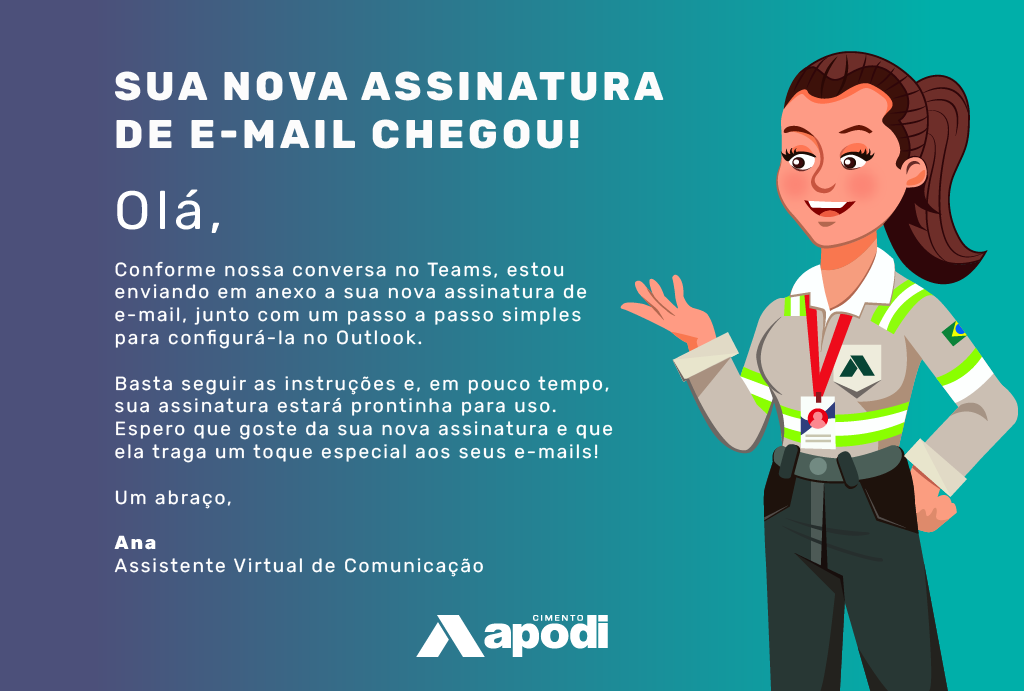 SUA NOVA ASSINATURA
DE E-MAIL CHEGOU!
Olá,
Conforme nossa conversa no Teams, estou
enviando em anexo a sua nova assinatura de
e-mail, junto com um passo a passo simples
para configurá-la no Outlook.
Basta seguir as instruções e, em pouco tempo,
sua assinatura estará prontinha para uso.
Espero que goste da sua nova assinatura e que
ela traga um toque especial aos seus e-mails!
Um abraço,
Ana
Assistente Virtual de Comunicação
CIMENTO
apodi